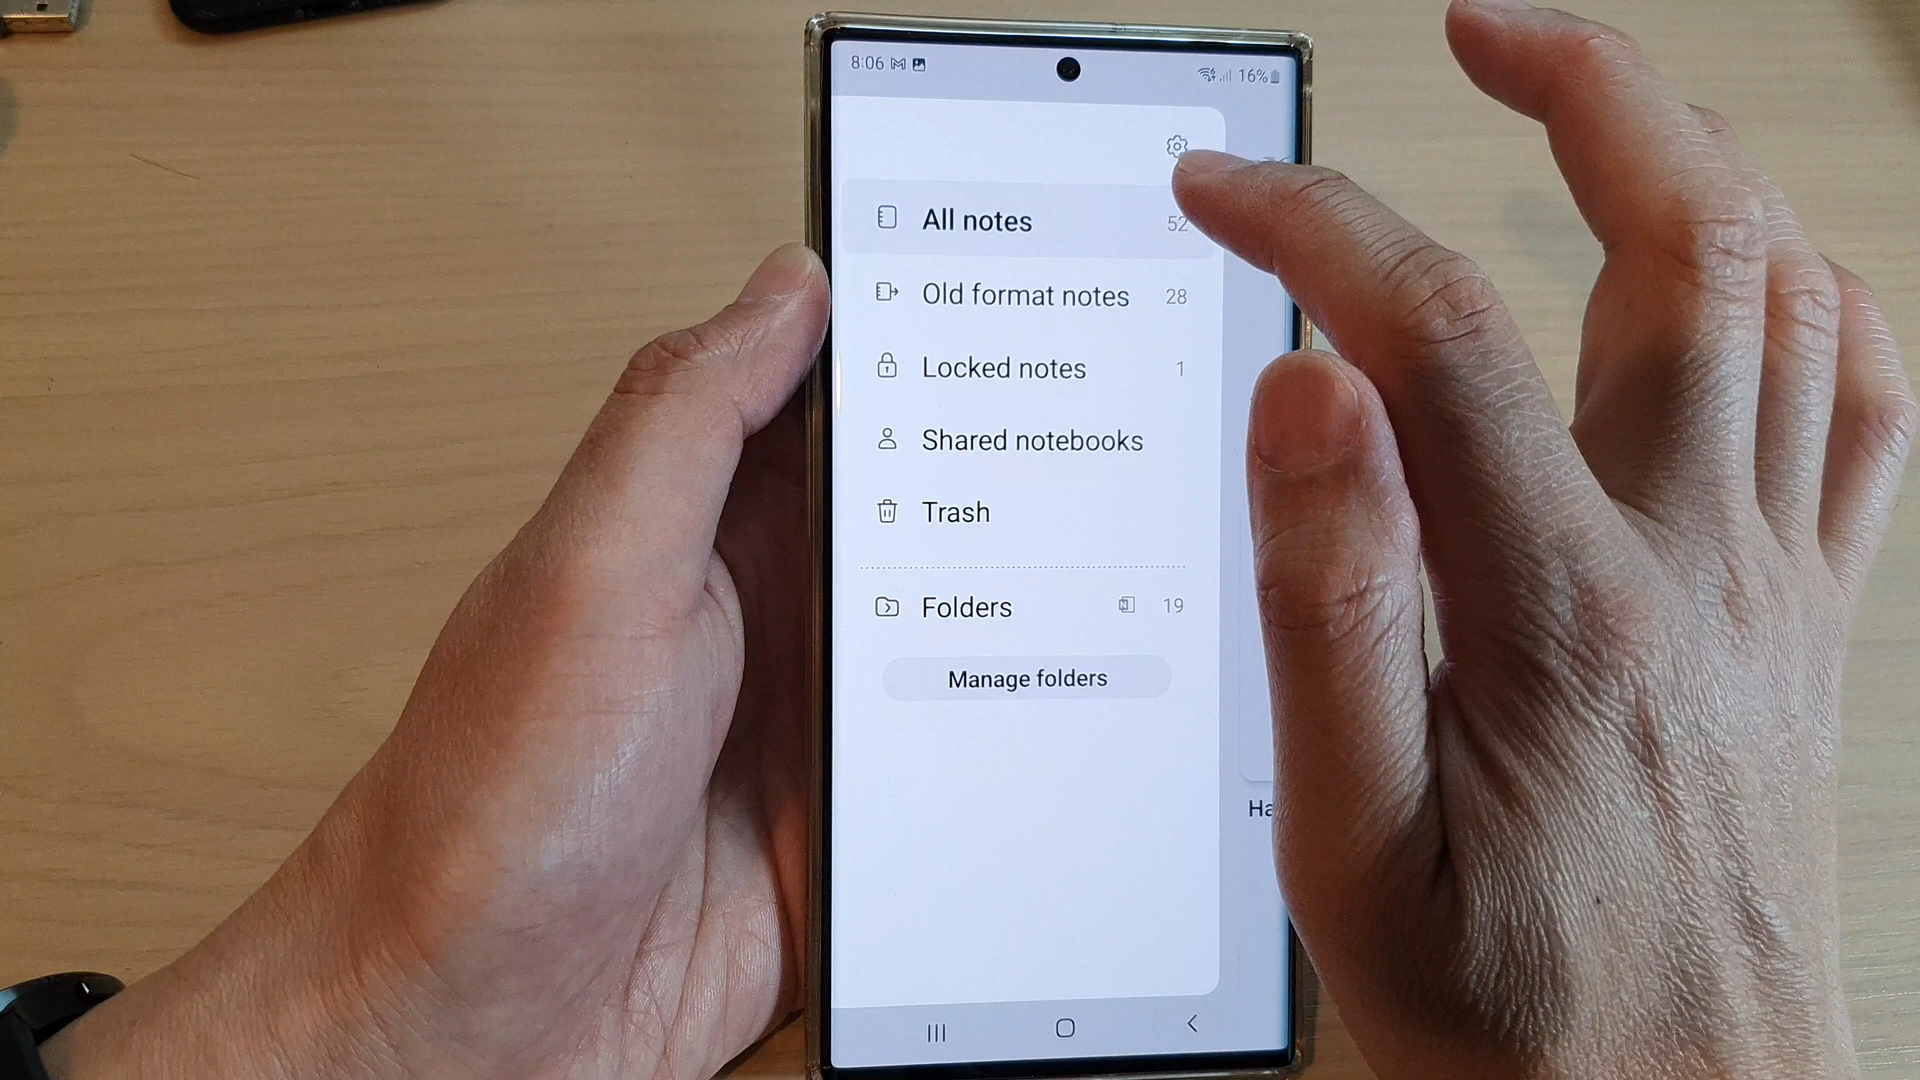 8:06 16%
All notes 52
Old format notes 28
Locked notes 1
Shared notebooks
Trash
Folders 19
Manage folders
Ha